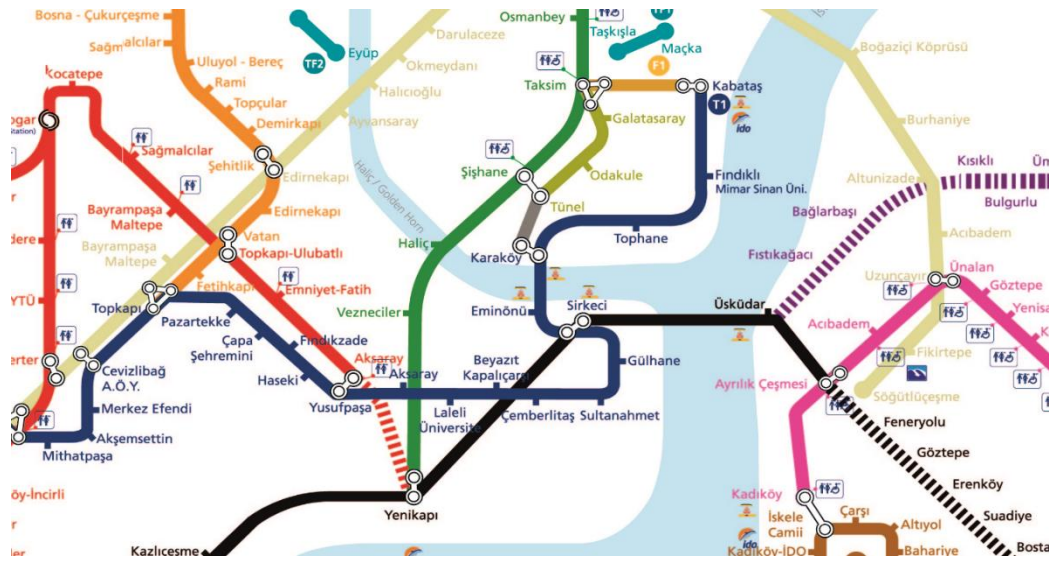 Bosna - Çukurçeşme
Osmanbey
Taşkışla
Maçka
Darulaceze
Boğaziçi Köprüsü
Eyüp
TF2
Uluyol - Bereç
Okmeydanı
Kocatepe
Rami
Halıcıoğlu
Taksim
F1
Kabataş
T1
ido
Topçular
Galatasaray
Demirkapı
Ayvansaray
Burhaniye
Sağmalcılar
Şehitlik
Edirnekapı
Şişhane
Odakule
Fındıklı
Mimar Sinan Üni.
Altunizade
Kısıklı
Bulgurlu
Haliç / Golden Horn
Bayrampaşa
Maltepe
Edirnekapı
Tünel
Bağlarbaşı
Vatan
Topkapı-Ulubatlı
Haliç
Karaköy
Tophane
Acıbadem
Fıstıkağacı
Bayrampaşa
Maltepe
Fetihkapı
Emniyet-Fatih
Uzunçayır
Ünalan
Göztepe
Topkapı
Pazartekke
Vezneciler
Eminönü
Sirkeci
Üsküdar
Acıbadem
Çapa
Şehremini
Fındıkzade
Fikirtepe
Cevizlibağ
A.Ö.Y.
Haseki
Aksaray
Aksaray
Beyazıt
Kapalıçarşı
Gülhane
Ayrılık Çeşmesi
Söğütlüçeşme
Merkez Efendi
Yusufpaşa
Laleli
Üniversite
Çemberlitaş
Sultanahmet
Feneryolu
Akşemsettin
Mithatpaşa
Göztepe
Erenköy
Kadıköy
Yenikapı
İskele
Camii
Çarşı
Altıyol
Suadiye
Kazlıçeşme
ido
Kadıköy-İDO
Bahariye